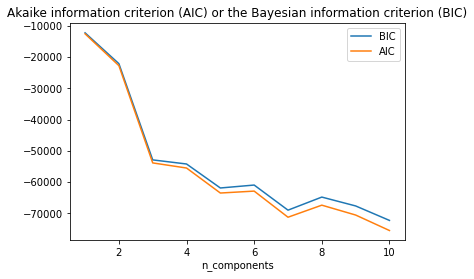 Akaike information criterion (AIC) or the Bayesian information criterion (BIC)
BIC
AIC
−10000
−20000
−30000
−40000
−50000
−60000
−70000
2 4 6 8 10
n_components